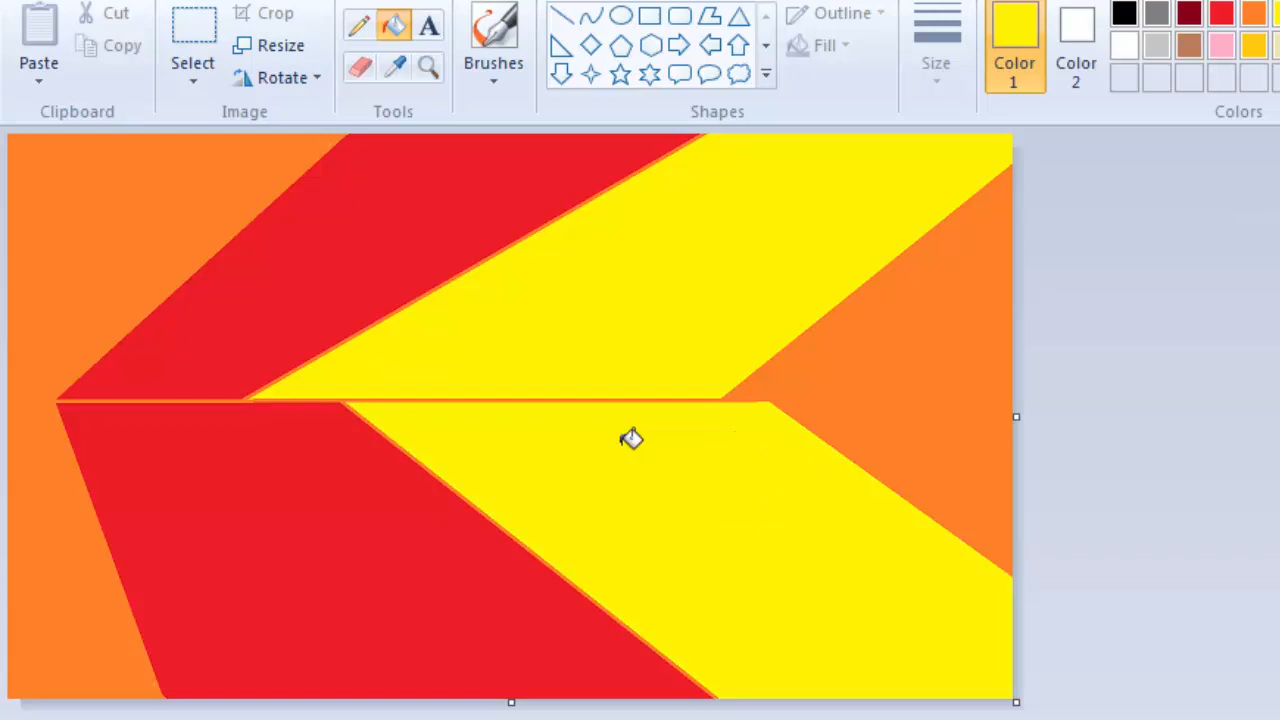 Cut
Copy
Paste
Clipboard
Crop
Resize
Rotate
Select
Image
A
Tools
Brushes
Outline
Fill
Shapes
Size
Color
1
Color
2
Colors